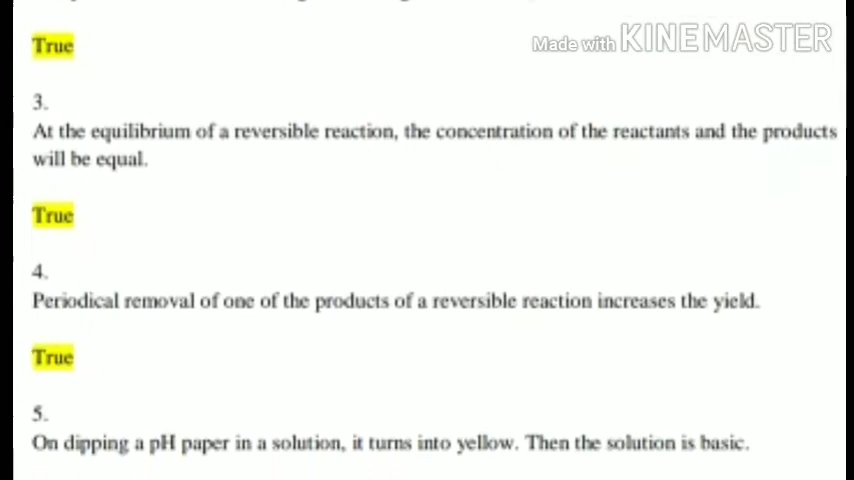 True
Made with KINEMASTER
3.
At the equilibrium of a reversible reaction, the concentration of the reactants and the products
will be equal.
True
4.
Periodical removal of one of the products of a reversible reaction increases the yield.
True
5.
On dipping a pH paper in a solution, it turns into yellow. Then the solution is basic.